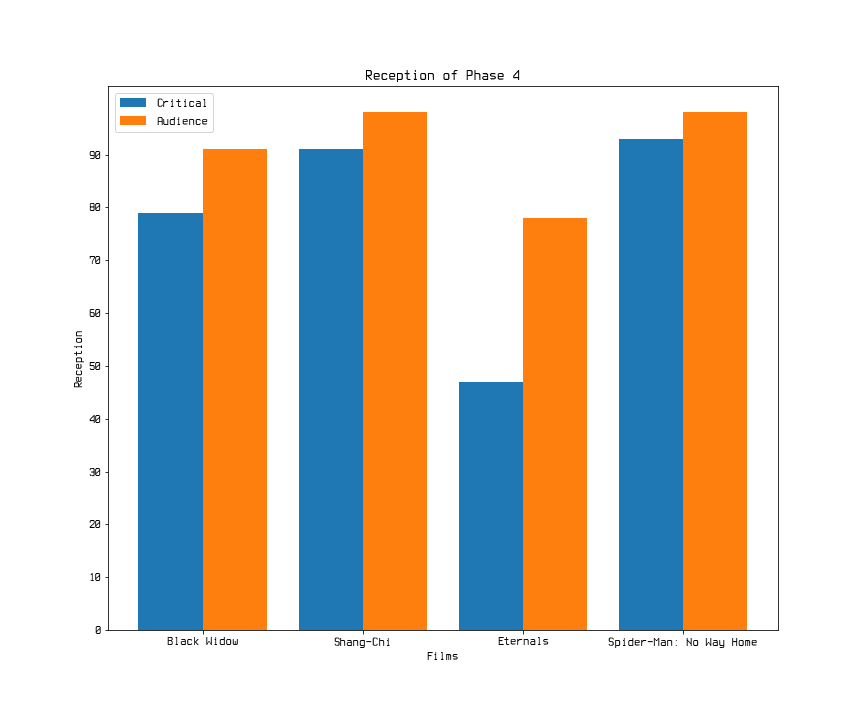 Reception of Phase 4
Critical
Audience
90
80
70
60
50
40
30
20
10
0
Reception
Black Widow
Shang-Chi
Eternals
Spider-Man: No Way Home
Films